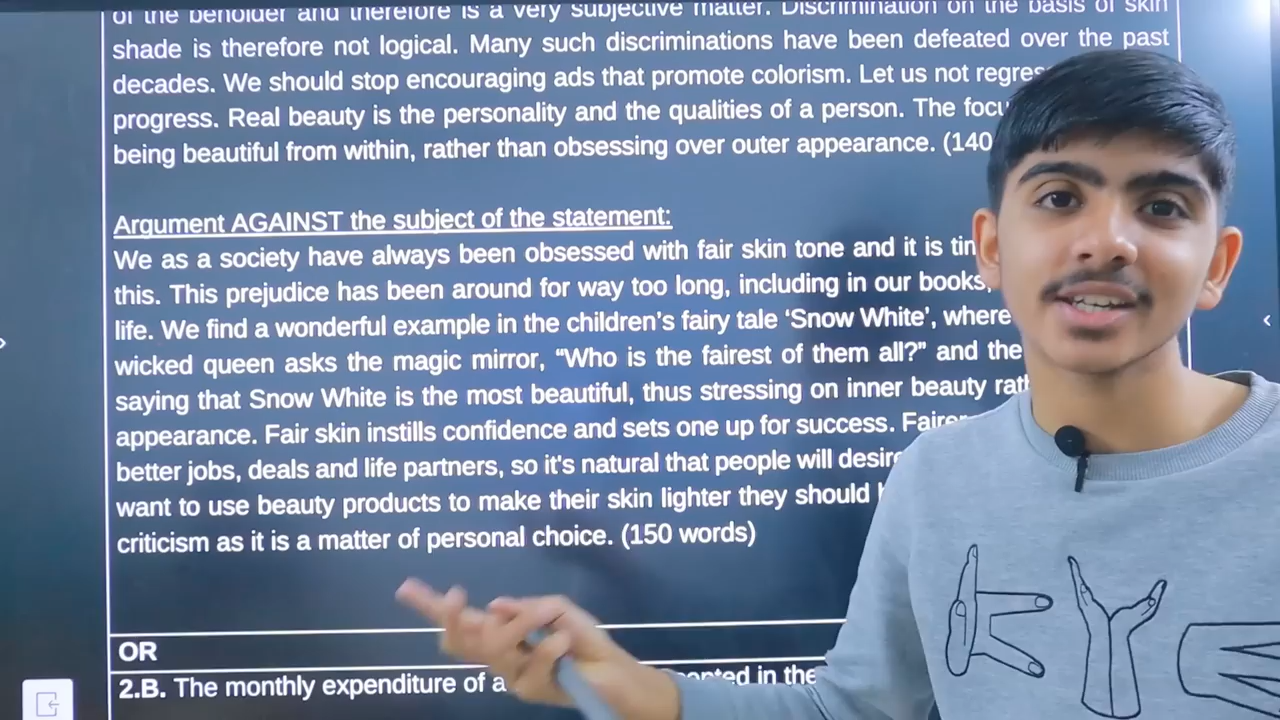 of the beholder and therefore is a very subjective matter. Discrimination on the basis of skin
shade is therefore not logical. Many such discriminations have been defeated over the past
decades. We should stop encouraging ads that promote colorism. Let us not
progress. Real beauty is the personality and the qualities of a person. The
being beautiful from within, rather than obsessing over outer appearance. (140
Argument AGAINST the subject of the statement:
We as a society have always been obsessed with fair skin tone and it is
this. This prejudice has been around for way too long, including in our books,
life. We find a wonderful example in the children’s fairy tale ‘Snow White’, where
wicked queen asks the magic mirror, “Who is the fairest of them all?” and the
saying that Snow White is the most beautiful, thus stressing on inner beauty
appearance. Fair skin instills confidence and sets one up for success.
better jobs, deals and life partners, so it's natural that people will desire
want to use beauty products to make their skin lighter they should
criticism as it is a matter of personal choice. (150 words)
OR
2.B. The monthly expenditure of a in the